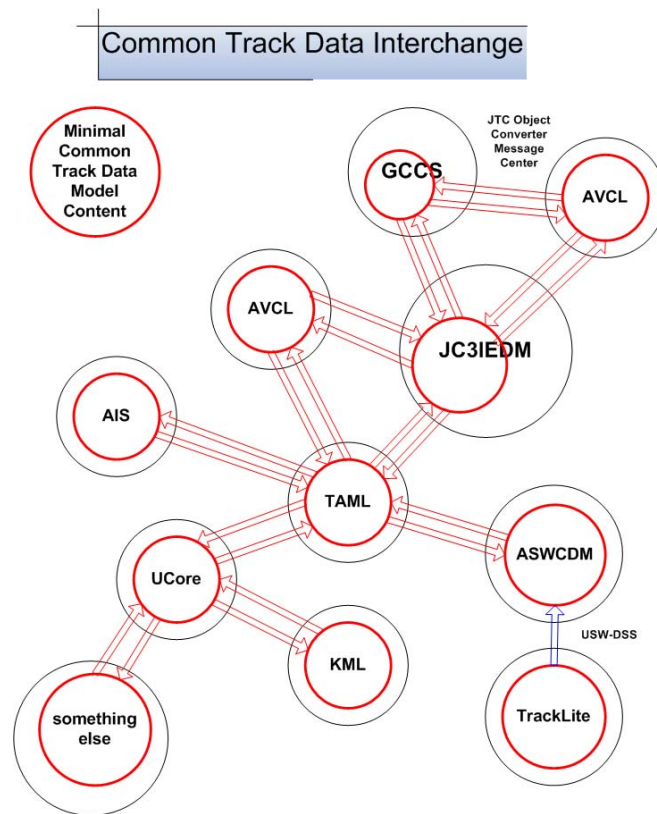 Common Track Data Interchange
Minimal
Common
Track Data
Model
Content
JTC Object
Converter
Message
Center
GCCS
AVCL
AVCL
JC3IEDM
AIS
TAML
ASWCDM
UCore
USW-DSS
KML
TrackLite
something
else